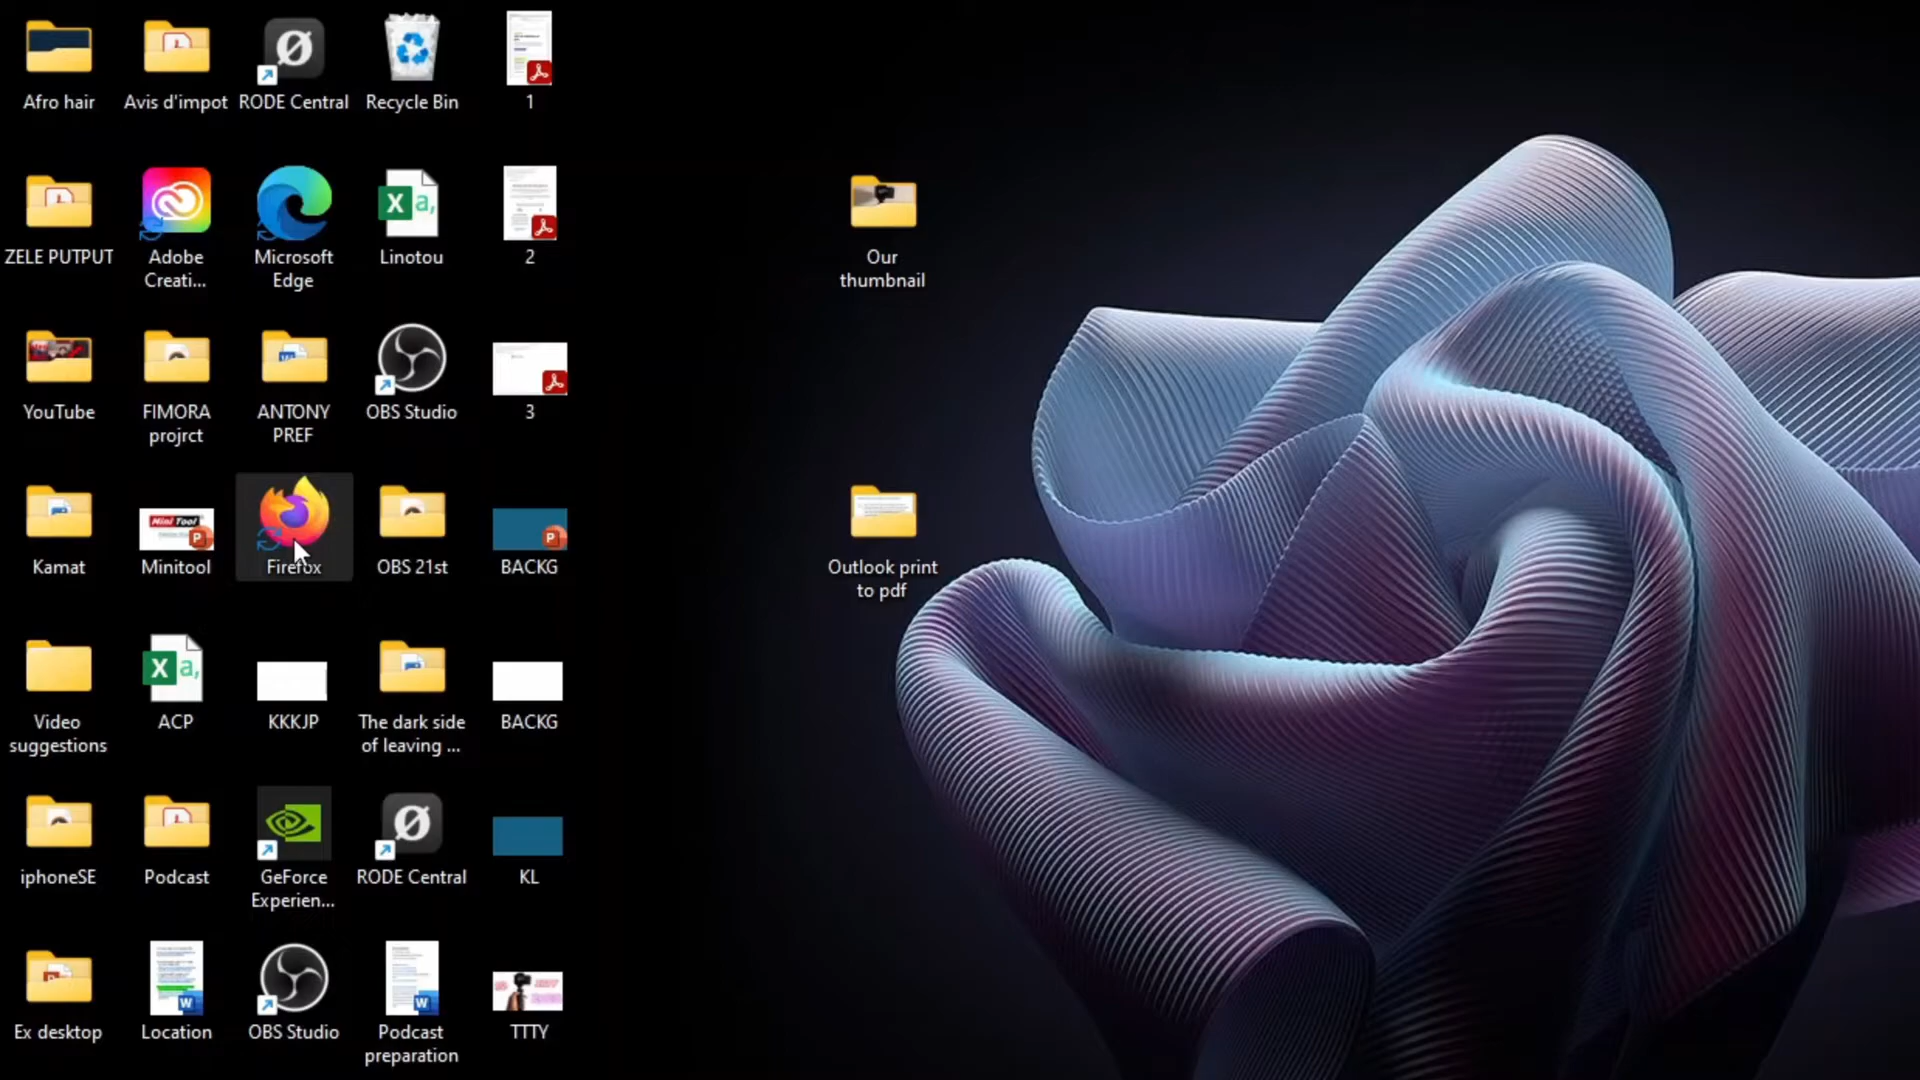 Afro hair
Avis d'impot
RODE Central
Recycle Bin
1
ZELE PUTPUT
Adobe
Creati...
Microsoft
Edge
Linotou
2
Our
thumbnail
YouTube
FIMORA
projrct
ANTONY
PREF
OBS Studio
3
Kamat
Mini Tool
Minitool
Firefox
OBS 21st
BACKG
Outlook print
to pdf
Video
suggestions
ACP
KKKJP
The dark side
of leaving ...
BACKG
iphoneSE
Podcast
GeForce
Experien...
RODE Central
KL
Ex desktop
Location
OBS Studio
Podcast
preparation
TTTY